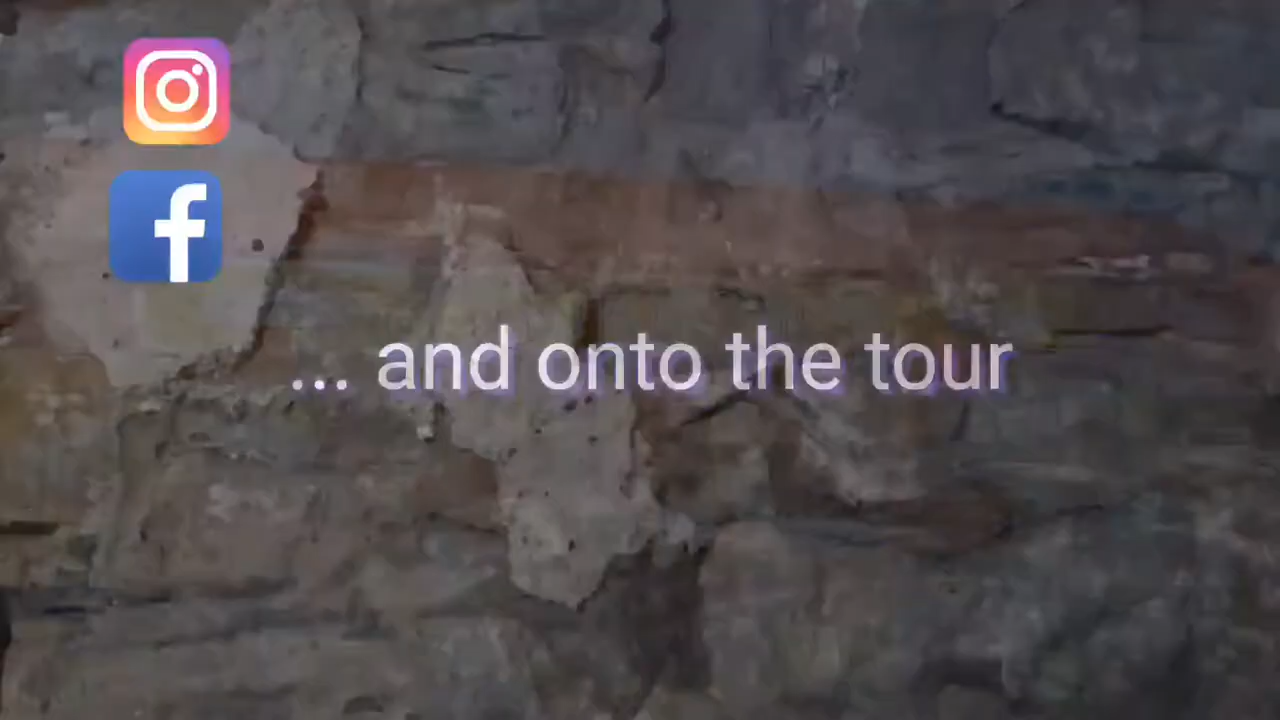 ... and onto the tour